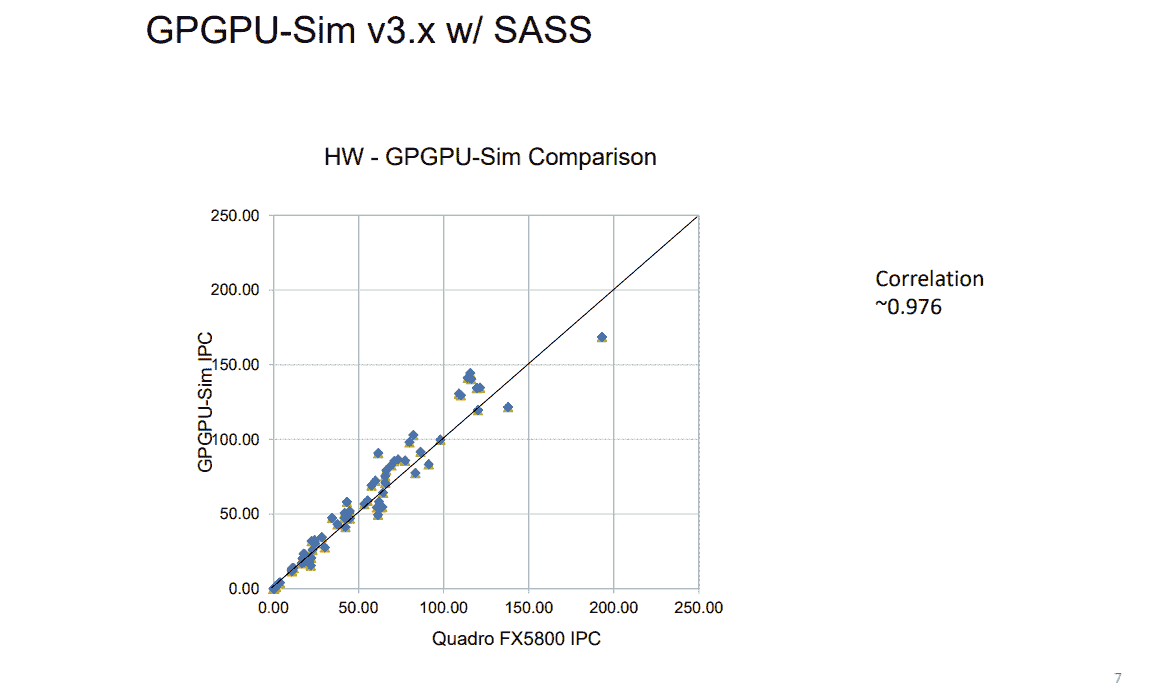 GPGPU-Sim v3.x w/ SASS
HW - GPGPU-Sim Comparison
250.00
200.00
150.00
100.00
50.00
0.00
GPGPU-Sim IPC
0.00 50.00 100.00 150.00 200.00 250.00
Quadro FX5800 IPC
Correlation
~0.976
7